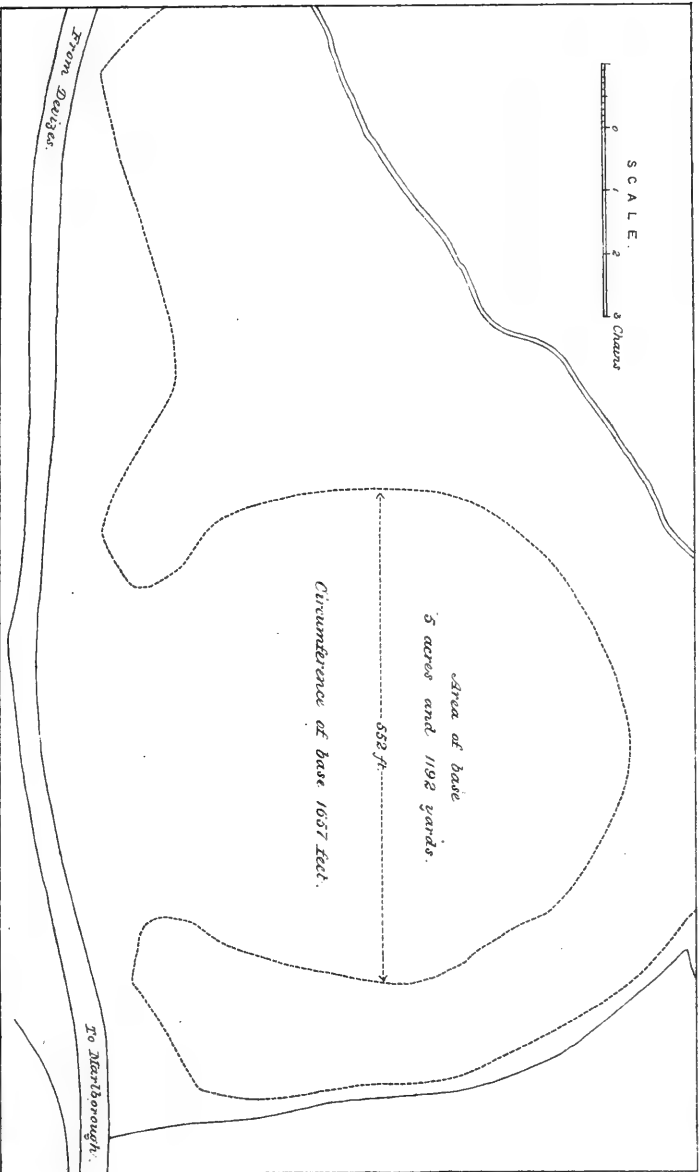 SCALE.
0 1 2 3 Chains
From Devizes.
Area of base
5 acres and 1192 yards.
552 ft.
Circumference of base 1657 feet.
To Marlborough.